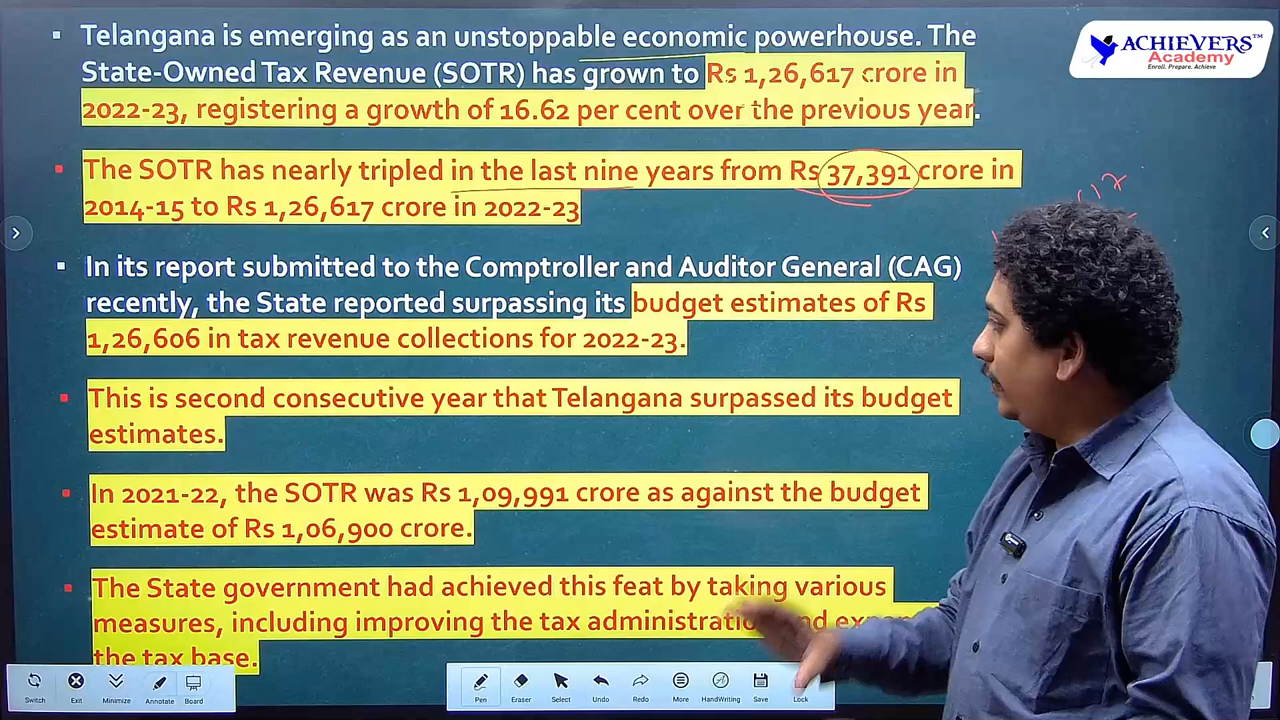 ▪ Telangana is emerging as an unstoppable economic powerhouse. The
State-Owned Tax Revenue (SOTR) has grown to Rs 1,26,617 crore in
2022-23, registering a growth of 16.62 per cent over the previous year.
▪ The SOTR has nearly tripled in the last nine years from Rs 37,391 crore in
2014-15 to Rs 1,26,617 crore in 2022-23
▪ In its report submitted to the Comptroller and Auditor General (CAG)
recently, the State reported surpassing its budget estimates of Rs
1,26,606 in tax revenue collections for 2022-23.
▪ This is second consecutive year that Telangana surpassed its budget
estimates.
▪ In 2021-22, the SOTR was Rs 1,09,991 crore as against the budget
estimate of Rs 1,06,900 crore.
▪ The State government had achieved this feat by taking various
measures, including improving the tax
the tax base.
ACHIEVERS™
Academy
Enroll. Prepare. Achieve
Switch Exit Minimize Annotate Board
Pen Eraser Select Undo Redo More HandWriting Save Lock